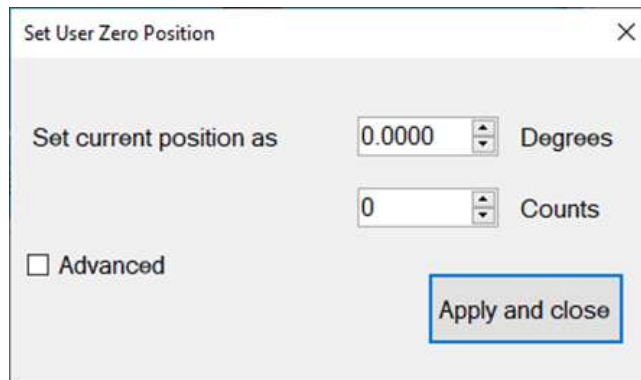 Set User Zero Position
Set current position as 0.0000 Degrees
0 Counts
Advanced
Apply and close